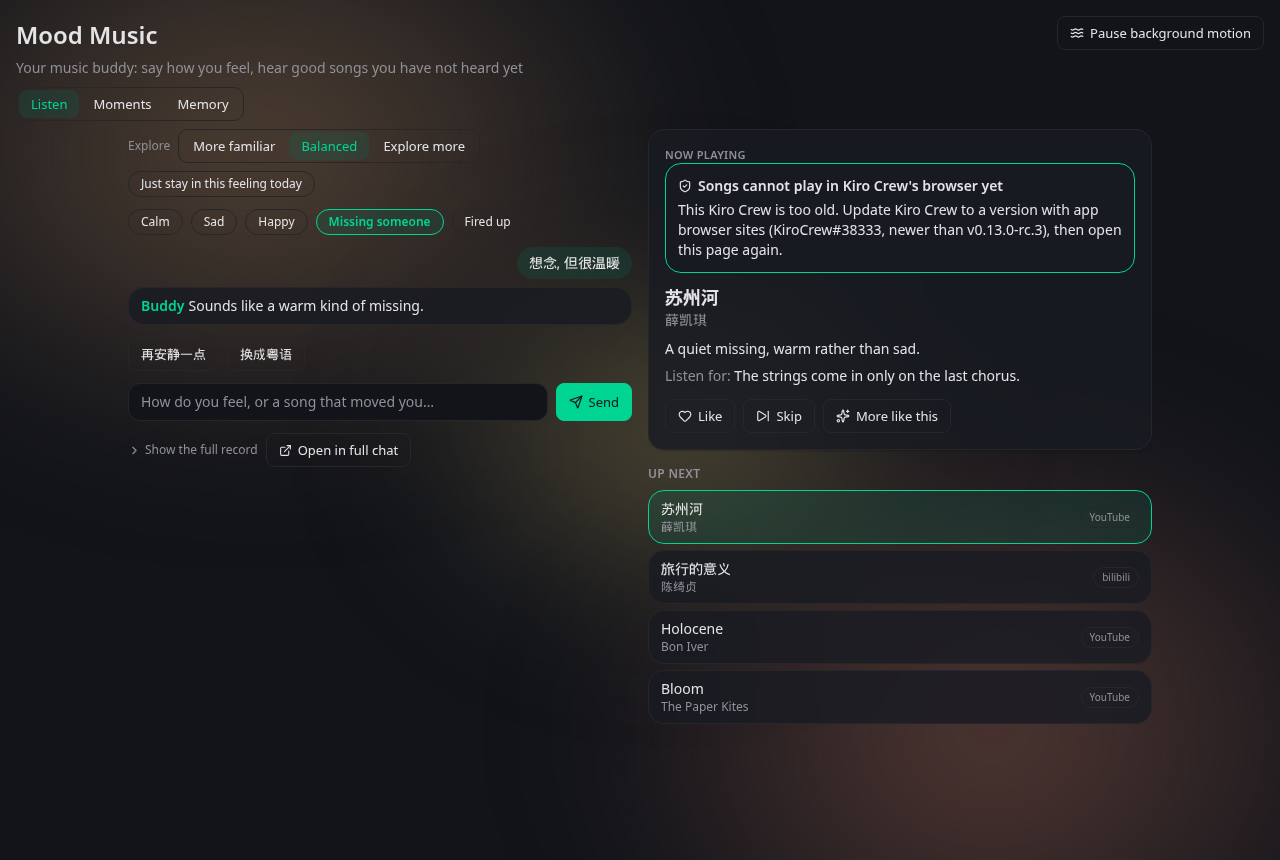 Mood Music
Pause background motion
Your music buddy: say how you feel, hear good songs you have not heard yet
Listen
Moments
Memory
Explore
More familiar
Balanced
Explore more
Just stay in this feeling today
Calm
Sad
Happy
Missing someone
Fired up
想念, 但很温暖
Buddy Sounds like a warm kind of missing.
再安静一点
换成粤语
How do you feel, or a song that moved you...
Send
Show the full record
Open in full chat
NOW PLAYING
Songs cannot play in Kiro Crew's browser yet
This Kiro Crew is too old. Update Kiro Crew to a version with app
browser sites (KiroCrew#38333, newer than v0.13.0-rc.3), then open
this page again.
苏州河
薛凯琪
A quiet missing, warm rather than sad.
Listen for: The strings come in only on the last chorus.
Like
Skip
More like this
UP NEXT
苏州河
薛凯琪
YouTube
旅行的意义
陈绮贞
bilibili
Holocene
Bon Iver
YouTube
Bloom
The Paper Kites
YouTube